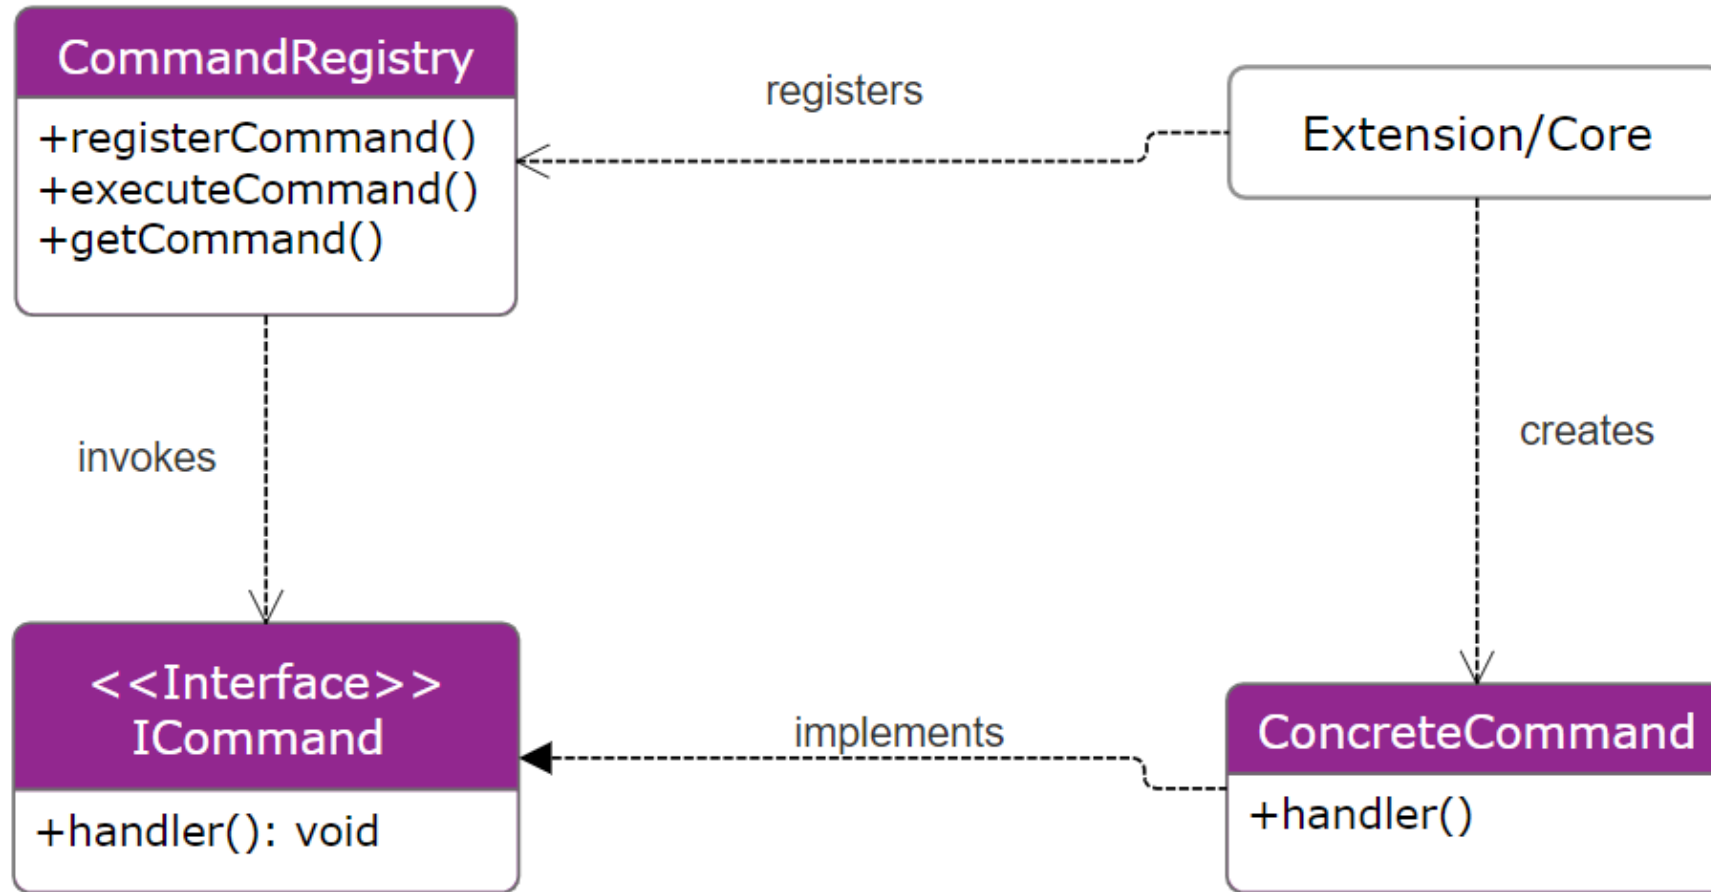 CommandRegistry
+registerCommand()
+executeCommand()
+getCommand()
registers
Extension/Core
invokes
creates
<<Interface>>
ICommand
+handler(): void
implements
ConcreteCommand
+handler()